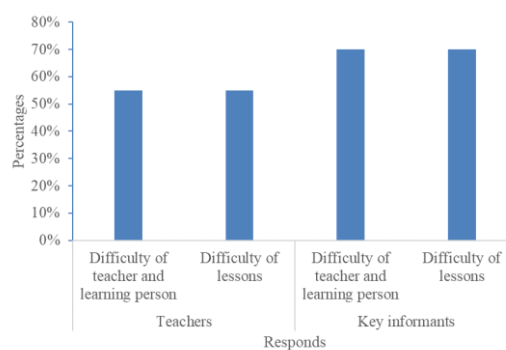 80%
70%
60%
50%
40%
30%
20%
10%
0%
Percentages
Difficulty of
teacher and
learning person
Difficulty of
lessons
Difficulty of
teacher and
learning person
Difficulty of
lessons
Teachers
Key informants
Responds